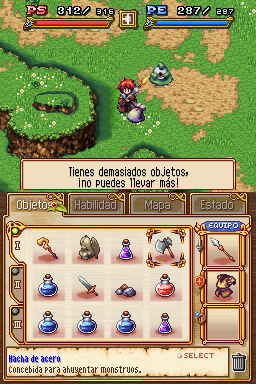 PS 312/ 316
PE 287/ 287
Tienes demasiados objetos,
¡no puedes llevar más!
Objetos Habilidad Mapa Estado
EQUIPO
I
II
III
Hacha de acero
SELECT
Concebida para ahuyentar monstruos.